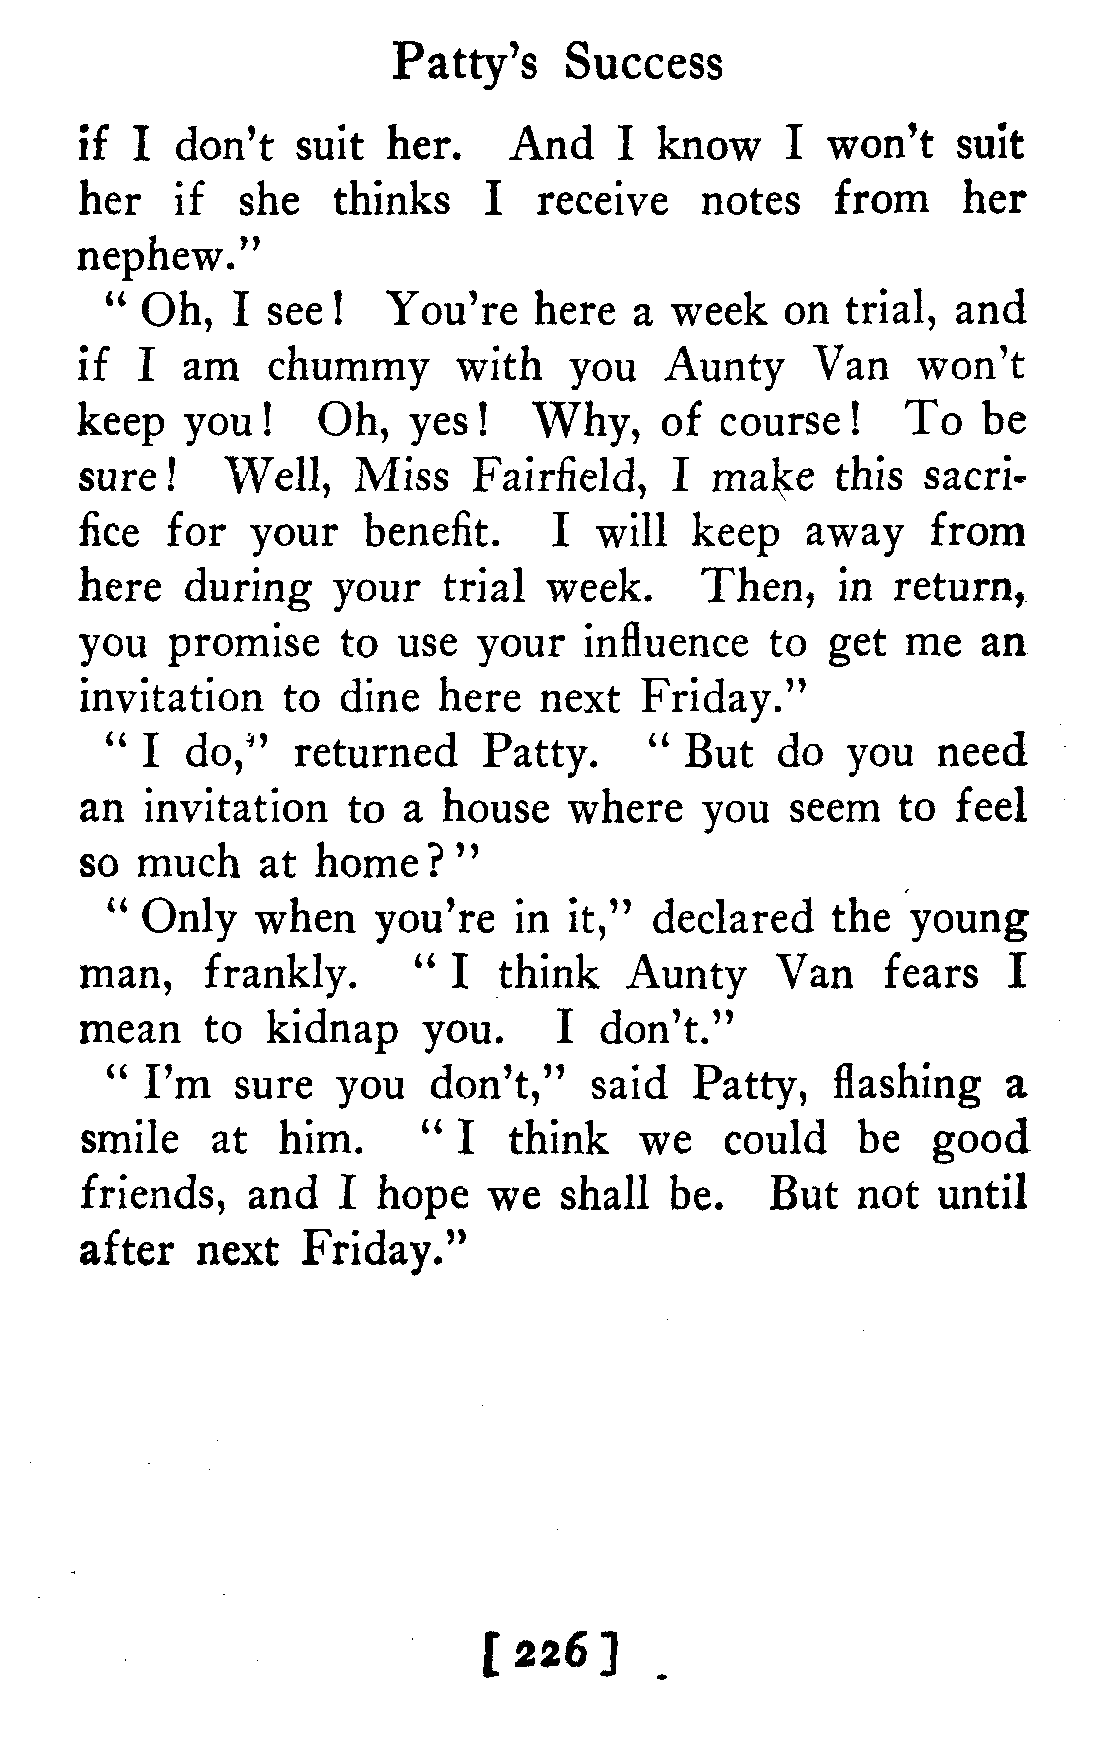 Patty's Success
if I don't suit her. And I know I won't suit
her if she thinks I receive notes from her
nephew."
"Oh, I see! You're here a week on trial, and
if I am chummy with you Aunty Van won't
keep you! Oh, yes! Why, of course! To be
sure! Well, Miss Fairfield, I make this sacri-
fice for your benefit. I will keep away from
here during your trial week. Then, in return,
you promise to use your influence to get me an
invitation to dine here next Friday."
"I do," returned Patty. "But do you need
an invitation to a house where you seem to feel
so much at home?"
"Only when you're in it," declared the young
man, frankly. "I think Aunty Van fears I
mean to kidnap you. I don't."
"I'm sure you don't," said Patty, flashing a
smile at him. "I think we could be good
friends, and I hope we shall be. But not until
after next Friday."
[226]